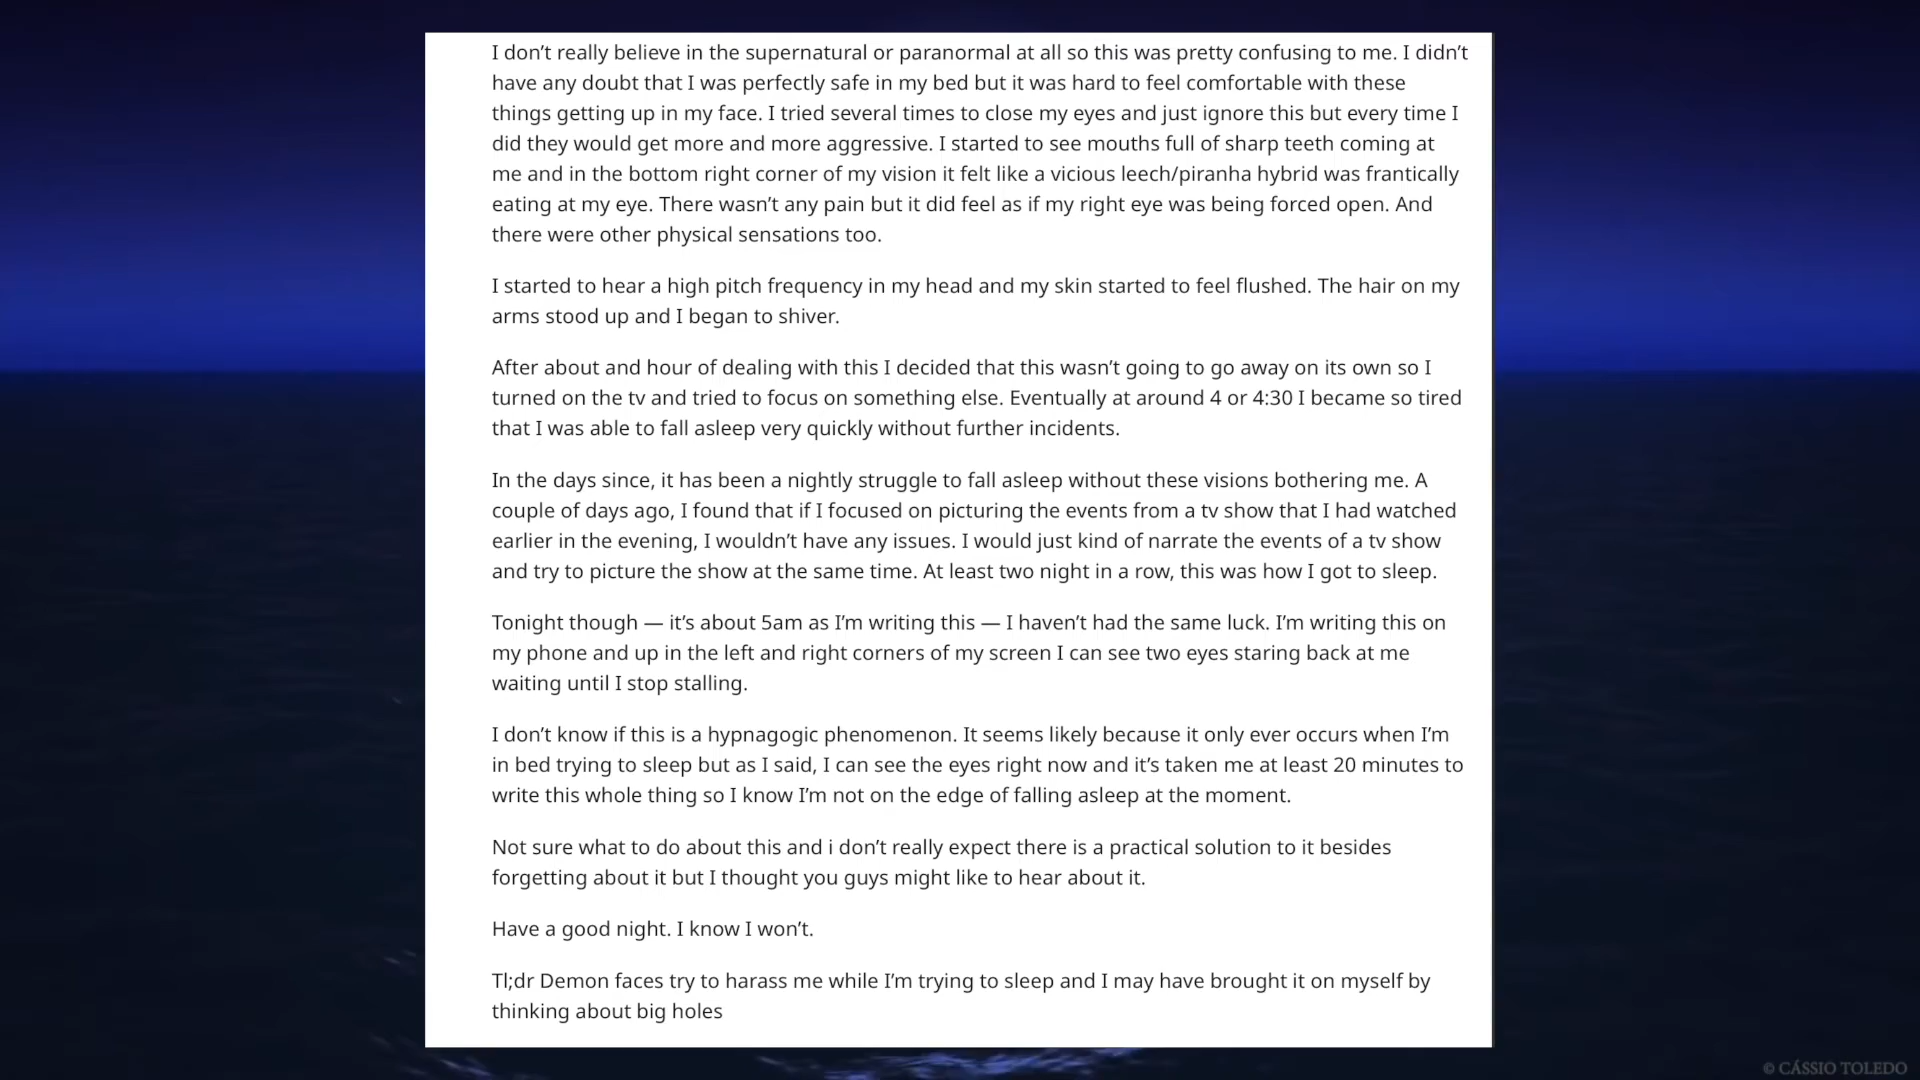 I don’t really believe in the supernatural or paranormal at all so this was pretty confusing to me. I didn’t
have any doubt that I was perfectly safe in my bed but it was hard to feel comfortable with these
things getting up in my face. I tried several times to close my eyes and just ignore this but every time I
did they would get more and more aggressive. I started to see mouths full of sharp teeth coming at
me and in the bottom right corner of my vision it felt like a vicious leech/piranha hybrid was frantically
eating at my eye. There wasn’t any pain but it did feel as if my right eye was being forced open. And
there were other physical sensations too.
I started to hear a high pitch frequency in my head and my skin started to feel flushed. The hair on my
arms stood up and I began to shiver.
After about and hour of dealing with this I decided that this wasn’t going to go away on its own so I
turned on the tv and tried to focus on something else. Eventually at around 4 or 4:30 I became so tired
that I was able to fall asleep very quickly without further incidents.
In the days since, it has been a nightly struggle to fall asleep without these visions bothering me. A
couple of days ago, I found that if I focused on picturing the events from a tv show that I had watched
earlier in the evening, I wouldn’t have any issues. I would just kind of narrate the events of a tv show
and try to picture the show at the same time. At least two night in a row, this was how I got to sleep.
Tonight though — it’s about 5am as I’m writing this — I haven’t had the same luck. I’m writing this on
my phone and up in the left and right corners of my screen I can see two eyes staring back at me
waiting until I stop stalling.
I don’t know if this is a hypnagogic phenomenon. It seems likely because it only ever occurs when I’m
in bed trying to sleep but as I said, I can see the eyes right now and it’s taken me at least 20 minutes to
write this whole thing so I know I’m not on the edge of falling asleep at the moment.
Not sure what to do about this and i don’t really expect there is a practical solution to it besides
forgetting about it but I thought you guys might like to hear about it.
Have a good night. I know I won’t.
Tl;dr Demon faces try to harass me while I’m trying to sleep and I may have brought it on myself by
thinking about big holes
© CÁSSIO TOLEDO